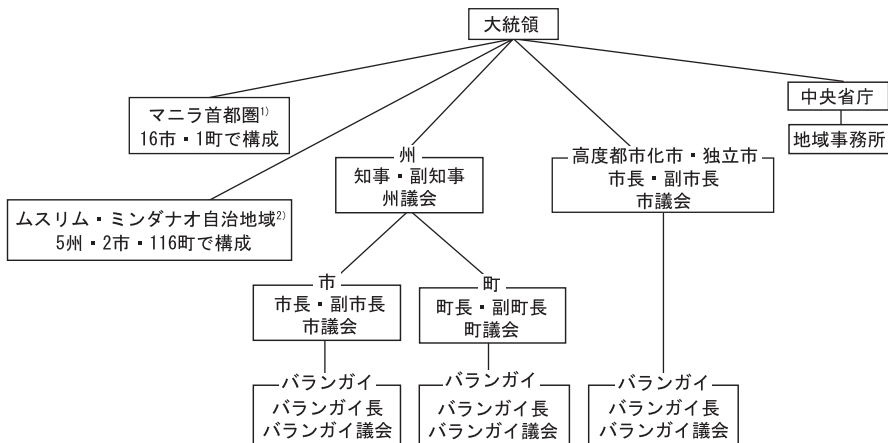 大統領
マニラ首都圏1)
16市・1町で構成
中央省庁
地域事務所
州
知事・副知事
州議会
高度都市化市・独立市
市長・副市長
市議会
ムスリム・ミンダナオ自治地域2)
5州・2市・116町で構成
市
市長・副市長
市議会
町
町長・副町長
町議会
バランガイ
バランガイ長
バランガイ議会
バランガイ
バランガイ長
バランガイ議会
バランガイ
バランガイ長
バランガイ議会